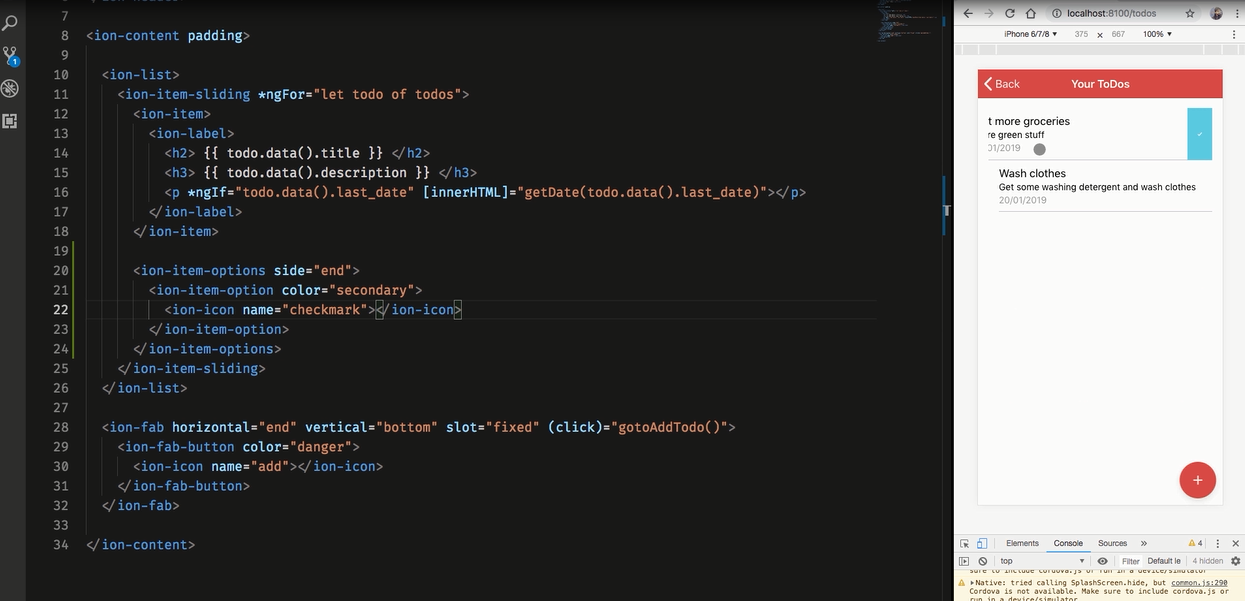 7
8 <ion-content padding>
9
10 <ion-list>
11 <ion-item-sliding *ngFor="let todo of todos">
12 <ion-item>
13 <ion-label>
14 <h2> {{ todo.data().title }} </h2>
15 <h3> {{ todo.data().description }} </h3>
16 <p *ngIf="todo.data().last_date" [innerHTML]="getDate(todo.data().last_date)"></p>
17 </ion-label>
18 </ion-item>
19
20 <ion-item-options side="end">
21 <ion-item-option color="secondary">
22 <ion-icon name="checkmark"></ion-icon>
23 </ion-item-option>
24 </ion-item-options>
25 </ion-item-sliding>
26 </ion-list>
27
28 <ion-fab horizontal="end" vertical="bottom" slot="fixed" (click)="gotoAddTodo()">
29 <ion-fab-button color="danger">
30 <ion-icon name="add"></ion-icon>
31 </ion-fab-button>
32 </ion-fab>
33
34 </ion-content>
1
localhost:8100/todos
iPhone 6/7/8 ▼ 375 x 667 100% ▼
Back Your ToDos
t more groceries
re green stuff
01/2019
Wash clothes
Get some washing detergent and wash clothes
20/01/2019
+
Elements Console Sources » 4
top Filter Default le 4 hidden
sure to include cordova.js or run in a device/simulator
Native: tried calling SplashScreen.hide, but common.js:290
Cordova is not available. Make sure to include cordova.js or
run in a device/simulator